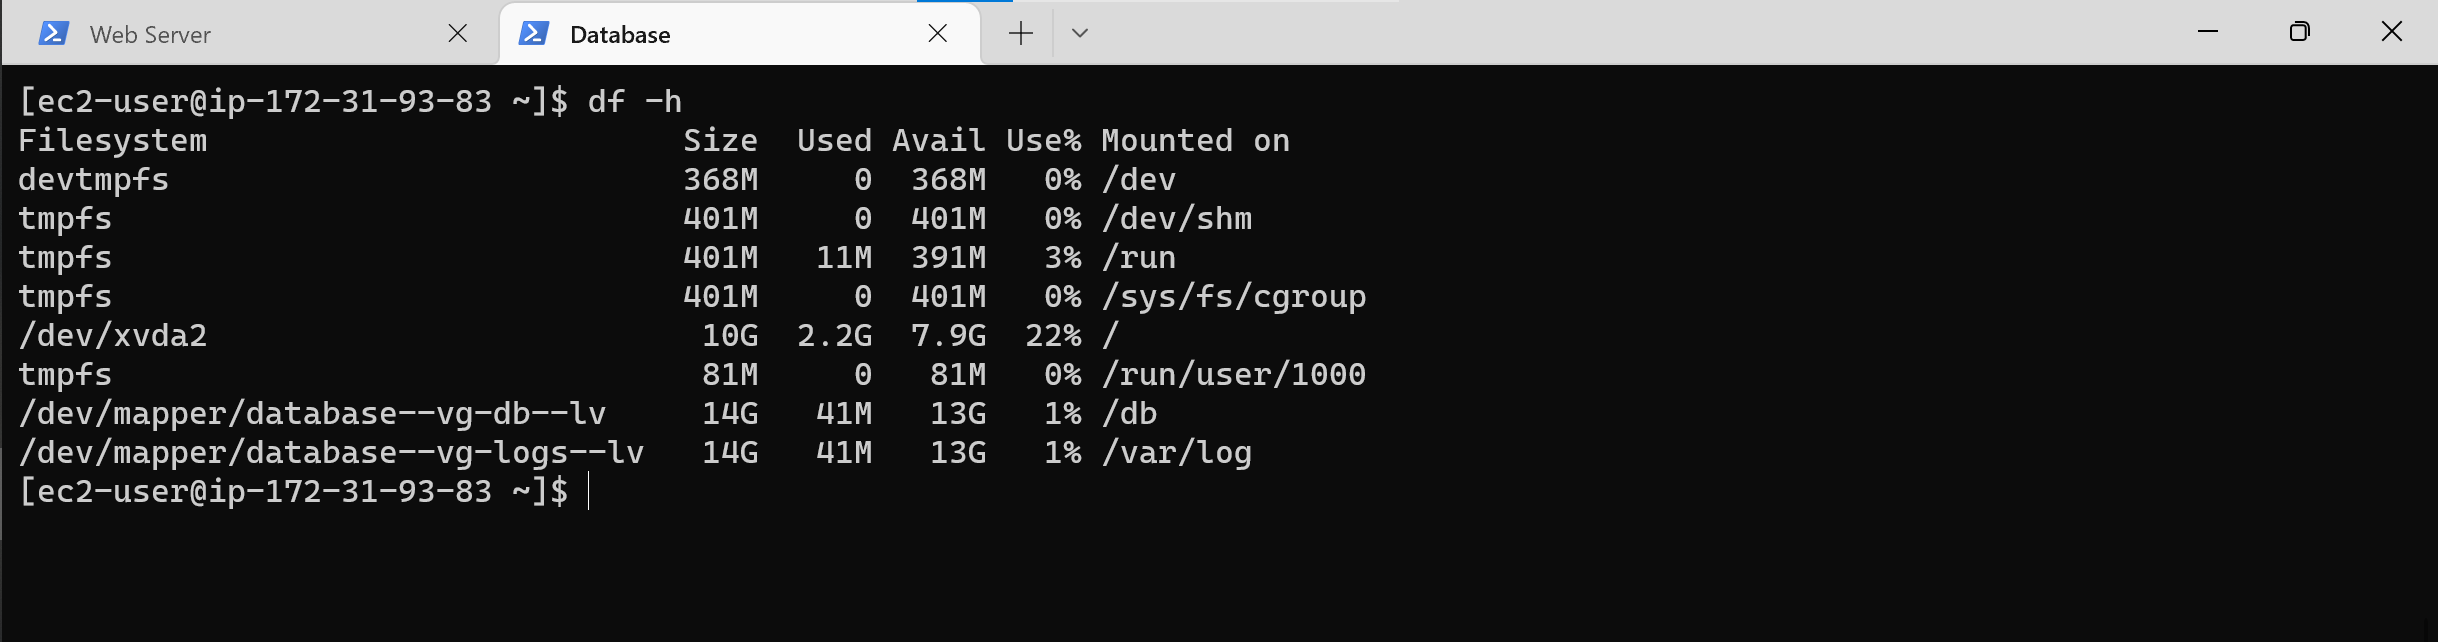 Web Server
Database
[ec2-user@ip-172-31-93-83 ~]$ df -h
Filesystem                         Size  Used Avail Use% Mounted on
devtmpfs                           368M     0  368M   0% /dev
tmpfs                              401M     0  401M   0% /dev/shm
tmpfs                              401M   11M  391M   3% /run
tmpfs                              401M     0  401M   0% /sys/fs/cgroup
/dev/xvda2                          10G  2.2G  7.9G  22% /
tmpfs                               81M     0   81M   0% /run/user/1000
/dev/mapper/database--vg-db--lv     14G   41M   13G   1% /db
/dev/mapper/database--vg-logs--lv   14G   41M   13G   1% /var/log
[ec2-user@ip-172-31-93-83 ~]$